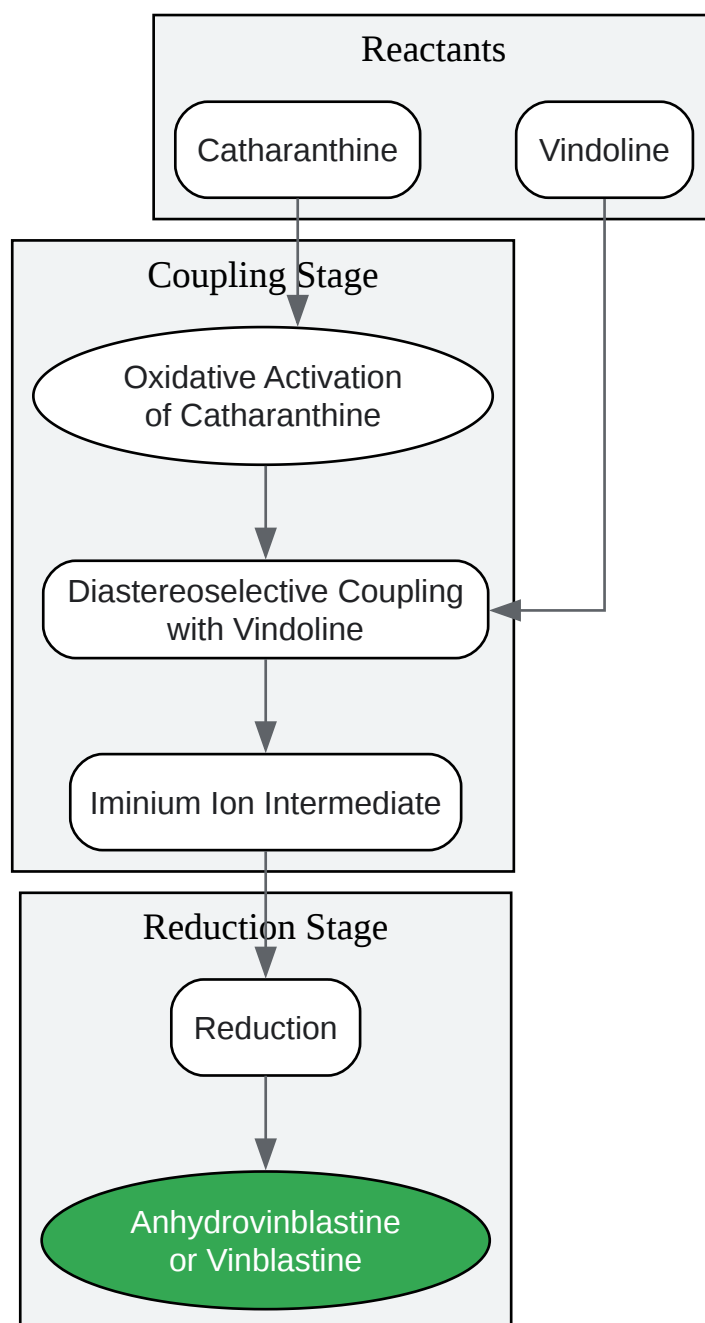 Reactants
Catharanthine
Vindoline
Coupling Stage
Oxidative Activation
of Catharanthine
Diastereoselective Coupling
with Vindoline
Iminium Ion Intermediate
Reduction Stage
Reduction
Anhydrovinblastine
or Vinblastine